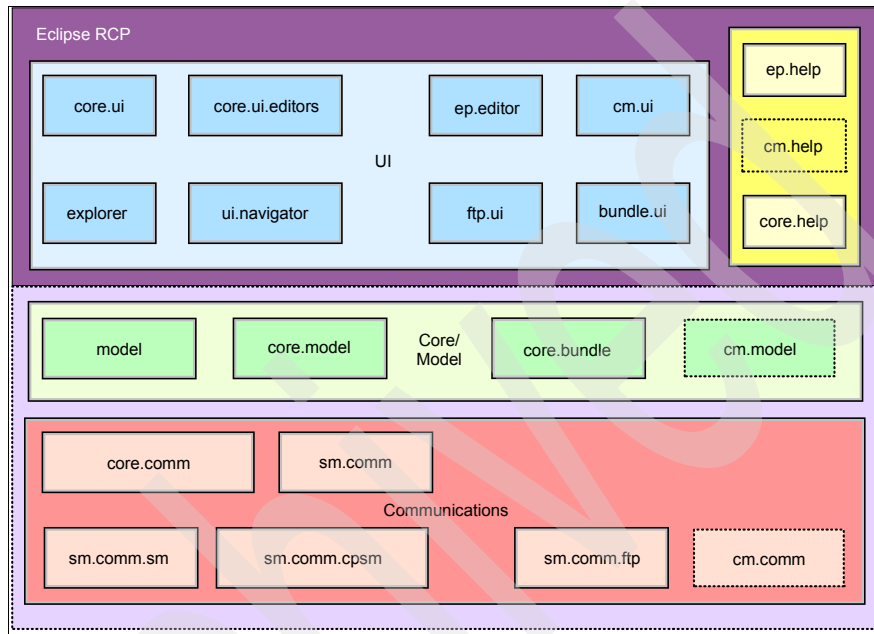 Eclipse RCP
core.ui
core.ui.editors
ep.editor
cm.ui
UI
explorer
ui.navigator
ftp.ui
bundle.ui
ep.help
cm.help
core.help
model
core.model
Core/
Model
core.bundle
cm.model
core.comm
sm.comm
Communications
sm.comm.sm
sm.comm.cpsm
sm.comm.ftp
cm.comm